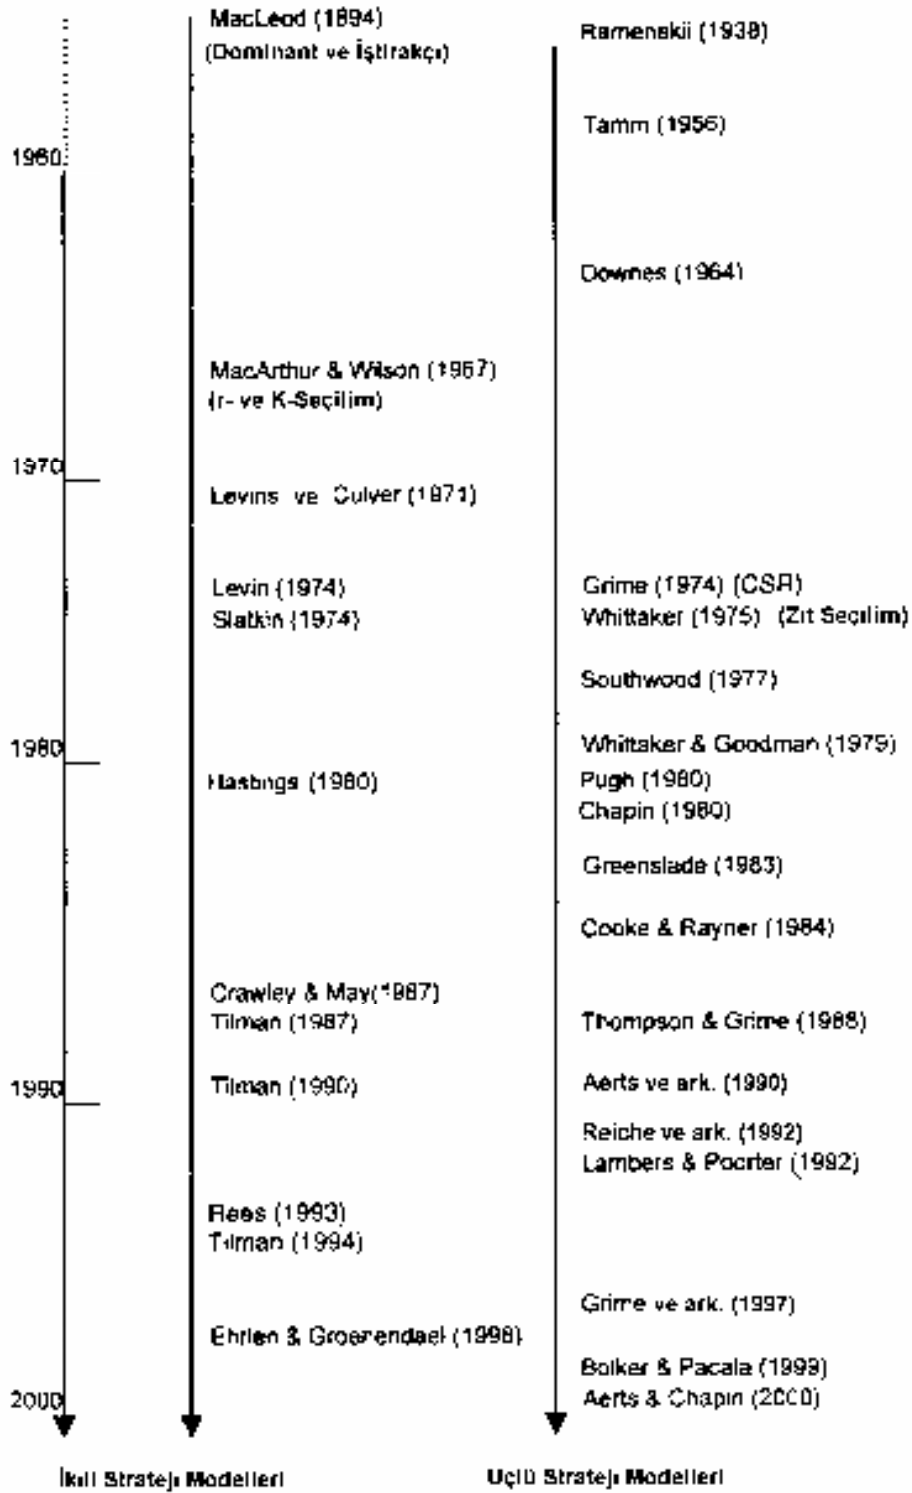 MacLeod (1894)
(Dominant ve İştirakçı)
1960
MacArthur & Wilson (1967)
(r- ve K-Seçilim)
1970
Levins ve Culver (1971)
Levin (1974)
Slatkin (1974)
1980
Hastings (1980)
Crawley & May(1987)
Tilman (1987)
1990
Tilman (1990)
Rees (1993)
Tilman (1994)
Ehrlen & Groenendael (1998)
2000
İkili Strateji Modelleri
Ramenskii (1938)
Tamm (1956)
Downes (1964)
Grime (1974) (CSR)
Whittaker (1975) (Zıt Seçilim)
Southwood (1977)
Whittaker & Goodman (1979)
Pugh (1980)
Chapin (1980)
Greenslade (1983)
Cooke & Rayner (1984)
Thompson & Grime (1988)
Aerts ve ark. (1990)
Reiche ve ark. (1992)
Lambers & Poorter (1992)
Grime ve ark. (1997)
Bolker & Pacala (1999)
Aerts & Chapin (2000)
Üçlü Strateji Modelleri